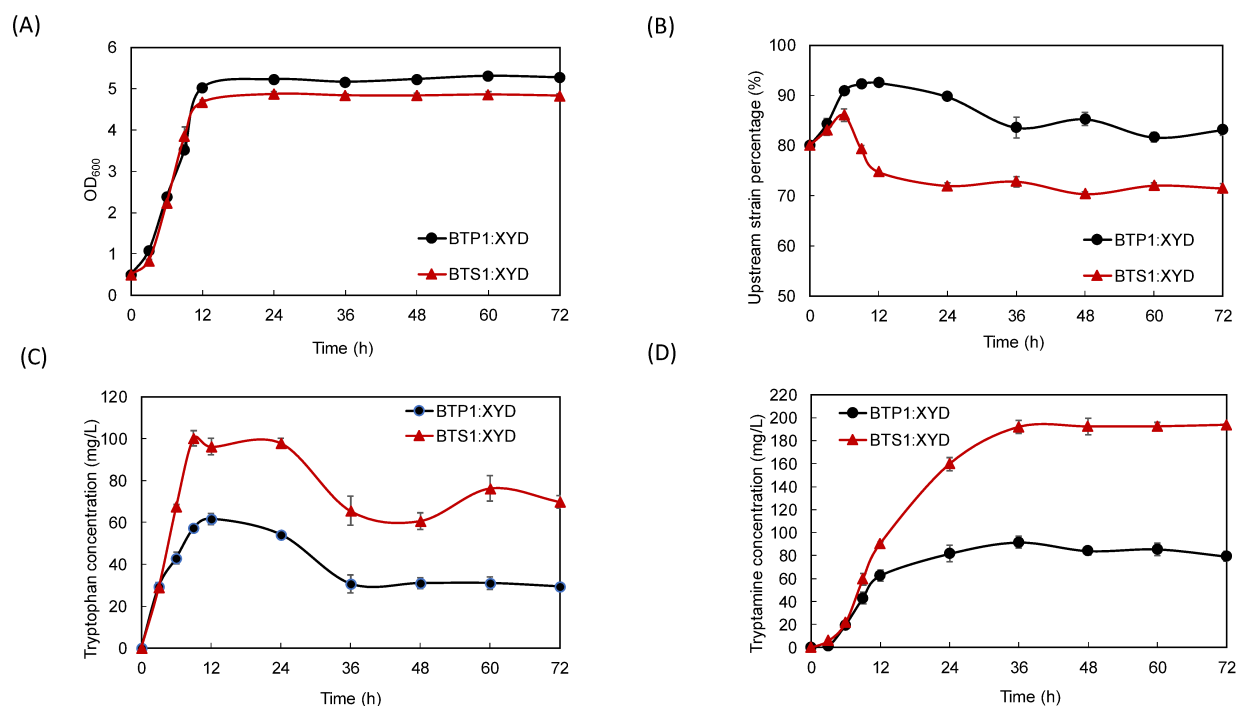 (A)
6
5
4
3
2
1
0
OD600
0 12 24 36 48 60 72
Time (h)
BTP1:XYD
BTS1:XYD
(B)
100
90
80
70
60
50
Upstream strain percentage (%)
0 12 24 36 48 60 72
Time (h)
BTP1:XYD
BTS1:XYD
(C)
120
100
80
60
40
20
0
Tryptophan concentration (mg/L)
0 12 24 36 48 60 72
Time (h)
BTP1:XYD
BTS1:XYD
(D)
220
200
180
160
140
120
100
80
60
40
20
0
Tryptamine concentration (mg/L)
0 12 24 36 48 60 72
Time (h)
BTP1:XYD
BTS1:XYD